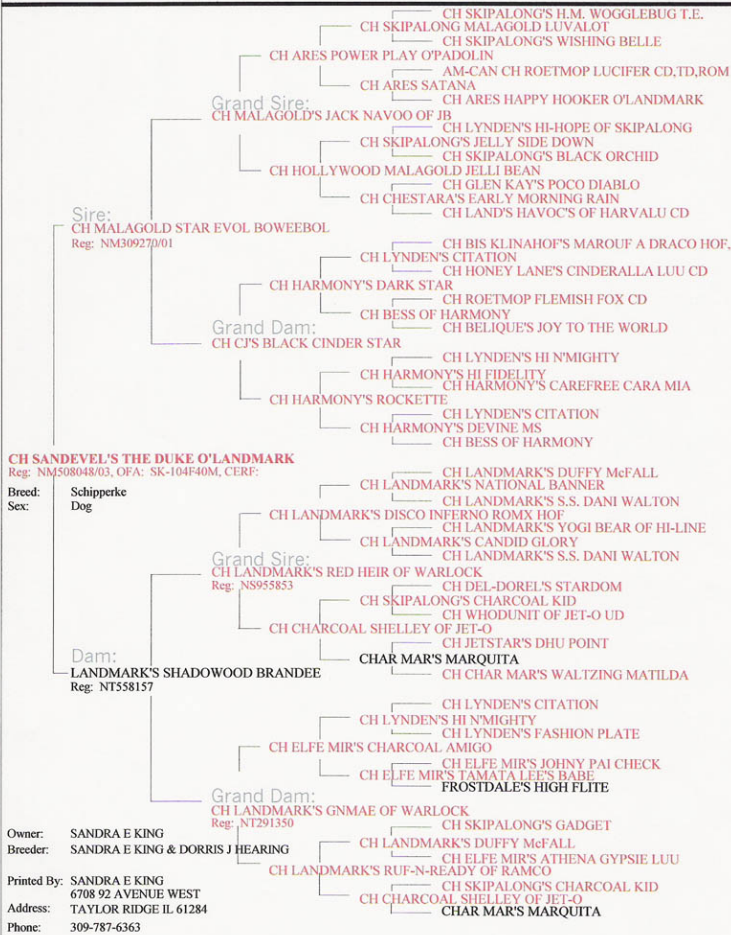 CH SKIPALONG'S H.M. WOGGLEBUG T.E.
CH SKIPALONG MALAGOLD LUVALOT
CH SKIPALONG'S WISHING BELLE
CH ARES POWER PLAY O'PADOLIN
AM-CAN CH ROETMOP LUCIFER CD,TD,ROM
CH ARES SATANA
CH ARES HAPPY HOOKER O'LANDMARK
Grand Sire:
CH MALAGOLD'S JACK NAVOO OF JB
CH LYNDEN'S HI-HOPE OF SKIPALONG
CH SKIPALONG'S JELLY SIDE DOWN
CH SKIPALONG'S BLACK ORCHID
CH HOLLYWOOD MALAGOLD JELLI BEAN
CH GLEN KAY'S POCO DIABLO
CH CHESTARA'S EARLY MORNING RAIN
CH LAND'S HAVOC'S OF HARVALU CD
Sire:
CH MALAGOLD STAR EVOL BOWEEBOL
Reg: NM309270/01
CH BIS KLINAHOF'S MAROUF A DRACO HOF,
CH LYNDEN'S CITATION
CH HONEY LANE'S CINDERALLA LUU CD
CH HARMONY'S DARK STAR
CH ROETMOP FLEMISH FOX CD
CH BESS OF HARMONY
CH BELIQUE'S JOY TO THE WORLD
Grand Dam:
CH CJ'S BLACK CINDER STAR
CH LYNDEN'S HI N'MIGHTY
CH HARMONY'S HI FIDELITY
CH HARMONY'S CAREFREE CARA MIA
CH HARMONY'S ROCKETTE
CH LYNDEN'S CITATION
CH HARMONY'S DEVINE MS
CH BESS OF HARMONY
CH SANDEVEL'S THE DUKE O'LANDMARK
Reg: NM508048/03, OFA: SK-104F40M, CERF:
Breed: Schipperke
Sex: Dog
CH LANDMARK'S DUFFY McFALL
CH LANDMARK'S NATIONAL BANNER
CH LANDMARK'S S.S. DANI WALTON
CH LANDMARK'S DISCO INFERNO ROMX HOF
CH LANDMARK'S YOGI BEAR OF HI-LINE
CH LANDMARK'S CANDID GLORY
CH LANDMARK'S S.S. DANI WALTON
Grand Sire:
CH LANDMARK'S RED HEIR OF WARLOCK
Reg: NS955853
CH DEL-DOREL'S STARDOM
CH SKIPALONG'S CHARCOAL KID
CH WHODUNIT OF JET-O UD
CH CHARCOAL SHELLEY OF JET-O
CH JETSTAR'S DHU POINT
CHAR MAR'S MARQUITA
CH CHAR MAR'S WALTZING MATILDA
Dam:
LANDMARK'S SHADOWOOD BRANDEE
Reg: NT558157
CH LYNDEN'S CITATION
CH LYNDEN'S HI N'MIGHTY
CH LYNDEN'S FASHION PLATE
CH ELFE MIR'S CHARCOAL AMIGO
CH ELFE MIR'S JOHNY PAI CHECK
CH ELFE MIR'S TAMATA LEE'S BABE
FROSTDALE'S HIGH FLITE
Grand Dam:
CH LANDMARK'S GNMAE OF WARLOCK
Reg: NT291350
CH SKIPALONG'S GADGET
CH LANDMARK'S DUFFY McFALL
CH ELFE MIR'S ATHENA GYPSIE LUU
CH LANDMARK'S RUF-N-READY OF RAMCO
CH SKIPALONG'S CHARCOAL KID
CH CHARCOAL SHELLEY OF JET-O
CHAR MAR'S MARQUITA
Owner: SANDRA E KING
Breeder: SANDRA E KING & DORRIS J HEARING
Printed By: SANDRA E KING
6708 92 AVENUE WEST
Address: TAYLOR RIDGE IL 61284
Phone: 309-787-6363